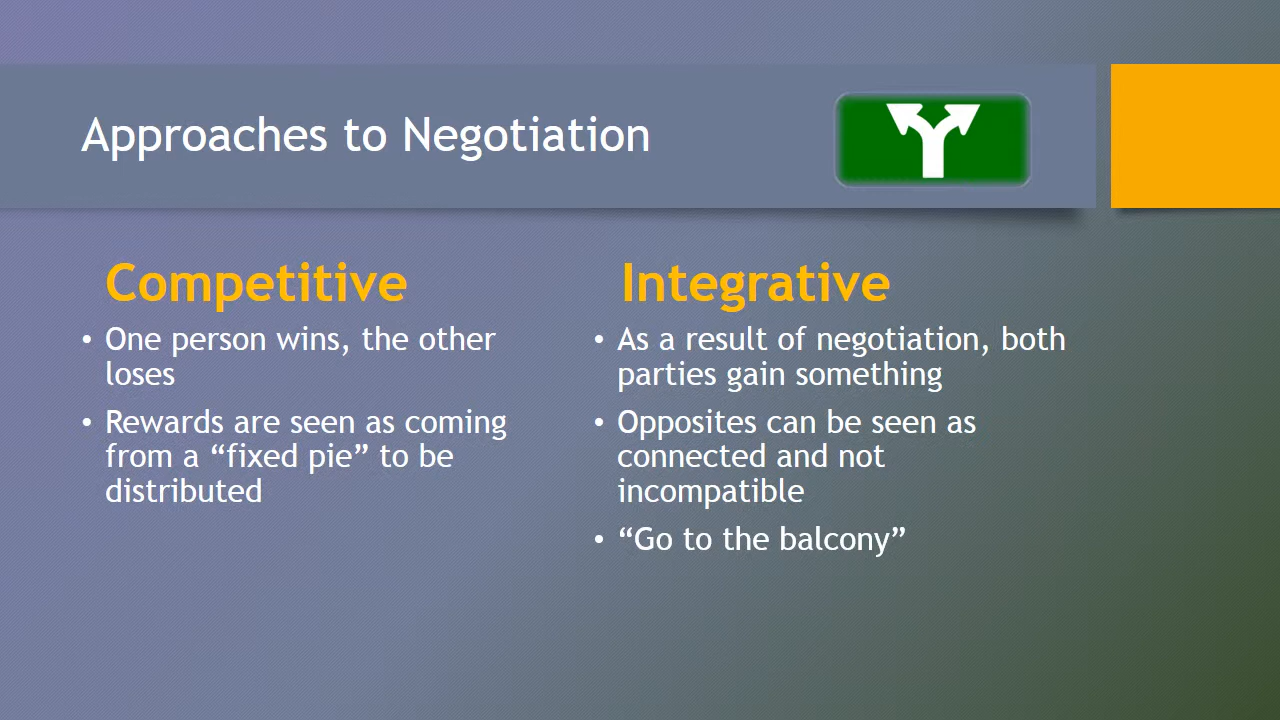 Approaches to Negotiation
Competitive
• One person wins, the other
loses
• Rewards are seen as coming
from a “fixed pie” to be
distributed
Integrative
• As a result of negotiation, both
parties gain something
• Opposites can be seen as
connected and not
incompatible
• “Go to the balcony”